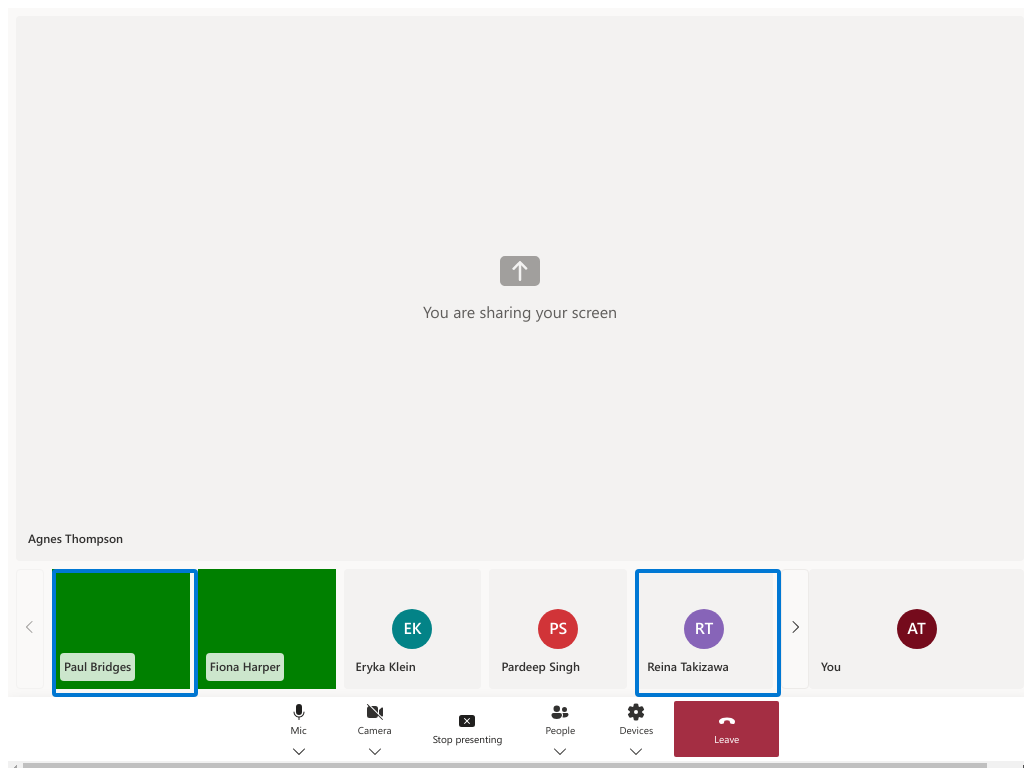 You are sharing your screen
Agnes Thompson
Paul Bridges
Fiona Harper
EK
Eryka Klein
PS
Pardeep Singh
RT
Reina Takizawa
AT
You
Mic
Camera
Stop presenting
People
Devices
Leave